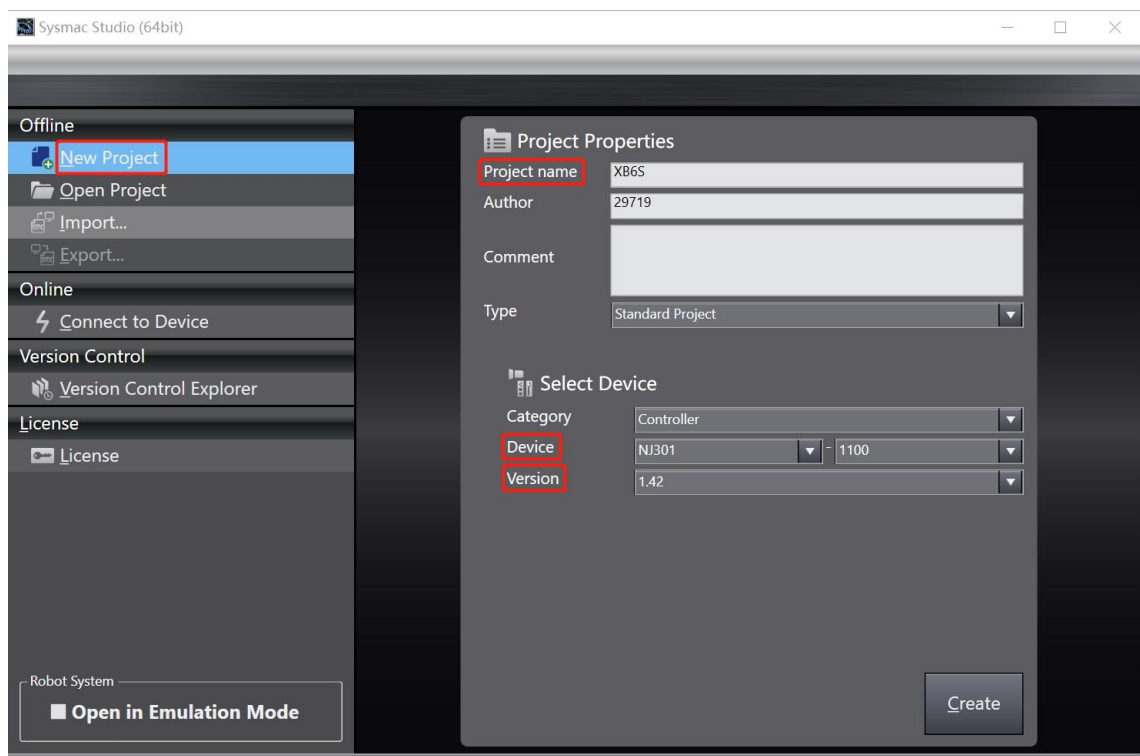 Sysmac Studio (64bit)
Offline
New Project
Open Project
Import...
Export...
Online
Connect to Device
Version Control
Version Control Explorer
License
License
Robot System
Open in Emulation Mode
Project Properties
Project name XB6S
Author 29719
Comment
Type Standard Project
Select Device
Category Controller
Device NJ301 - 1100
Version 1.42
Create